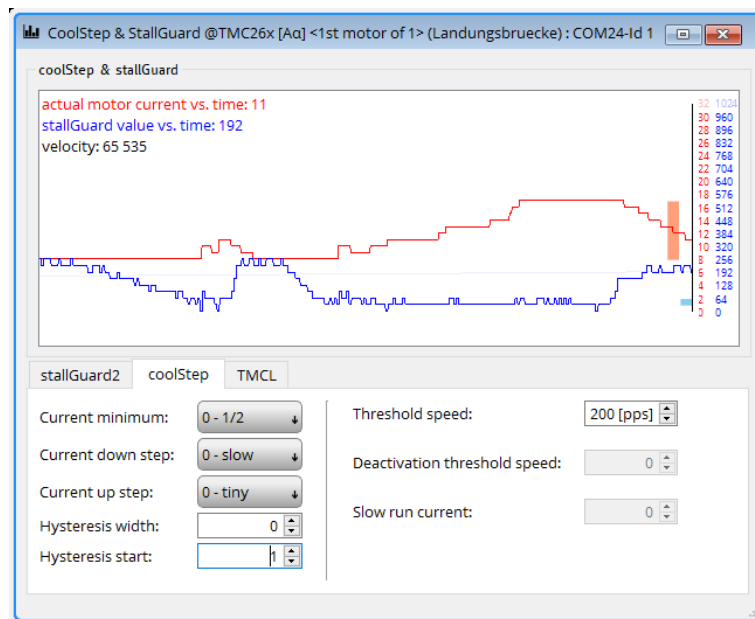 CoolStep & StallGuard @TMC26x [Aα] <1st motor of 1> (Landungsbruecke) : COM24-Id 1
coolStep & stallGuard
actual motor current vs. time: 11
stallGuard value vs. time: 192
velocity: 65 535
32 1024
30 960
28 896
26 832
24 768
22 704
20 640
18 576
16 512
14 448
12 384
10 320
8 256
6 192
4 128
2 64
0 0
stallGuard2 coolStep TMCL
Current minimum: 0 - 1/2
Threshold speed: 200 [pps]
Current down step: 0 - slow
Deactivation threshold speed: 0
Current up step: 0 - tiny
Slow run current: 0
Hysteresis width: 0
Hysteresis start: 1